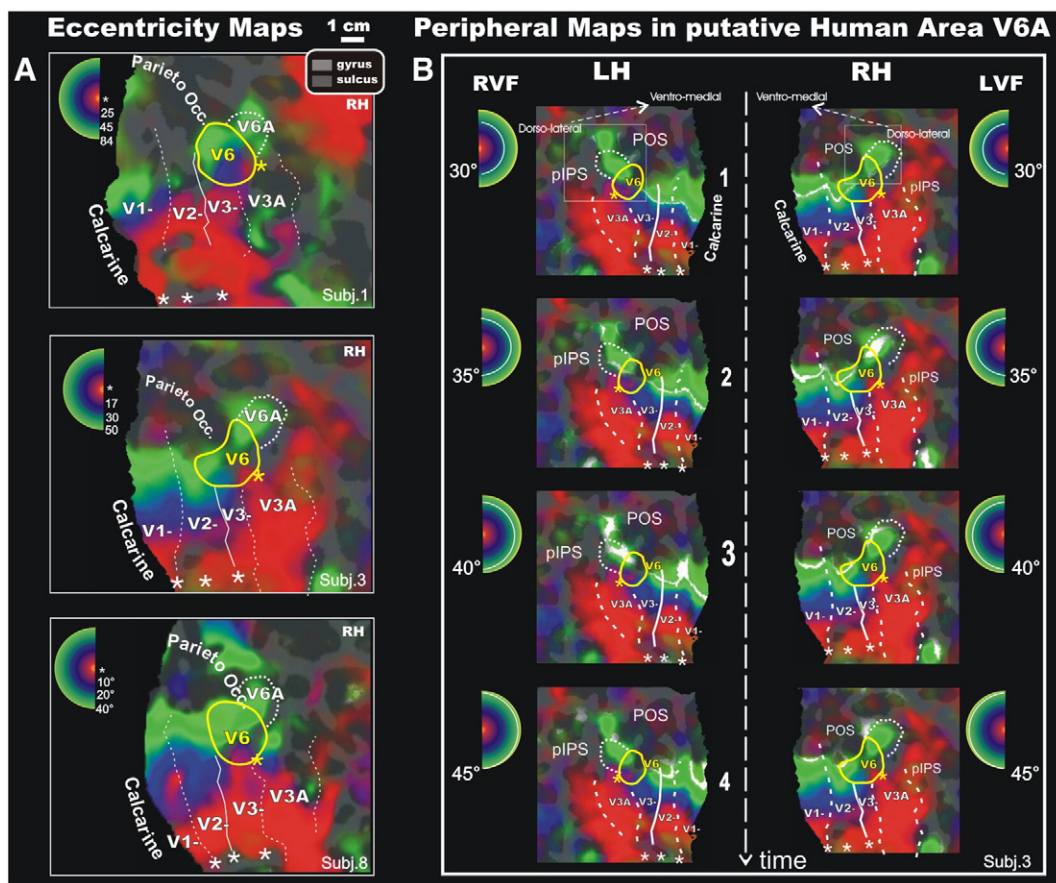 Eccentricity Maps 1 cm
Peripheral Maps in putative Human Area V6A
A
gyrus
sulcus
RH
Parieto Occ.
*
25
45
84
V6A
V6
*
V1-
V2-
V3-
V3A
Calcarine
* * *
Subj.1
RH
Parieto Occ.
*
17
30
50
V6A
V6
*
V1-
V2-
V3-
V3A
Calcarine
* * *
Subj.3
RH
Parieto Occ.
*
10°
20°
40°
V6A
V6
*
V1-
V2-
V3-
V3A
Calcarine
* * *
Subj.8
B
RVF
LH
RH
LVF
Ventro-medial
Dorso-lateral
Ventro-medial
Dorso-lateral
30°
POS
pIPS
V6
*
V3A
V3-
V2-
V1-
Calcarine
* * *
1
POS
pIPS
V6
*
V1-
V2-
V3-
V3A
Calcarine
* * *
30°
35°
POS
pIPS
V6
*
V3A
V3-
V2-
V1-
* * *
2
POS
pIPS
V6
*
V1-
V2-
V3-
V3A
* * *
35°
40°
POS
pIPS
V6
*
V3A
V3-
V2-
V1-
* * *
3
POS
pIPS
V6
*
V1-
V2-
V3-
V3A
* * *
40°
45°
POS
pIPS
V6
*
V3A
V3-
V2-
V1-
* * *
4
POS
pIPS
V6
*
V1-
V2-
V3-
V3A
* * *
45°
time
Subj.3